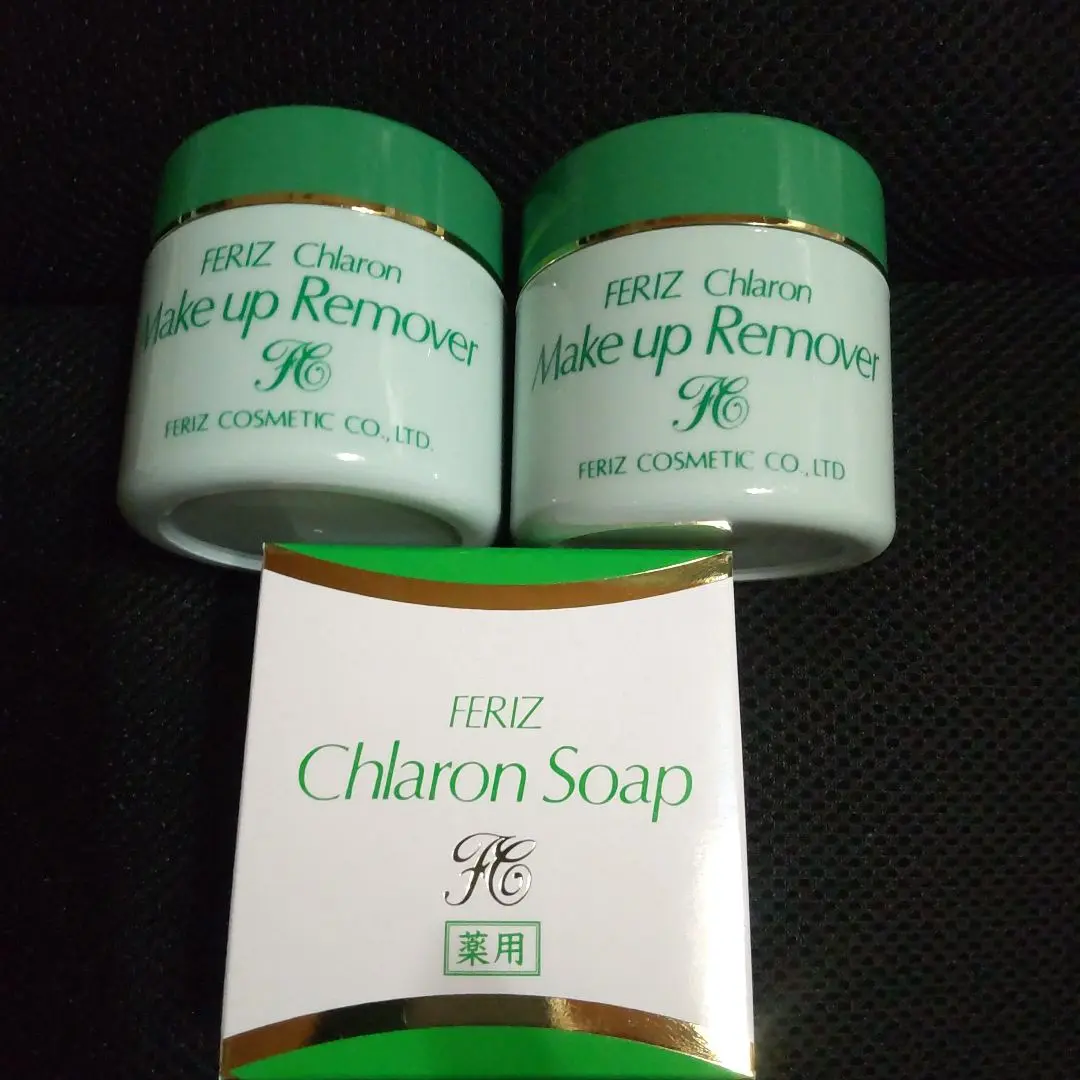 FERIZ Chlaron
Make up Remover
FC
FERIZ COSMETIC CO., LTD.
FERIZ Chlaron
Make up Remover
FC
FERIZ COSMETIC CO., LTD
FERIZ
Chlaron Soap
FC
薬用